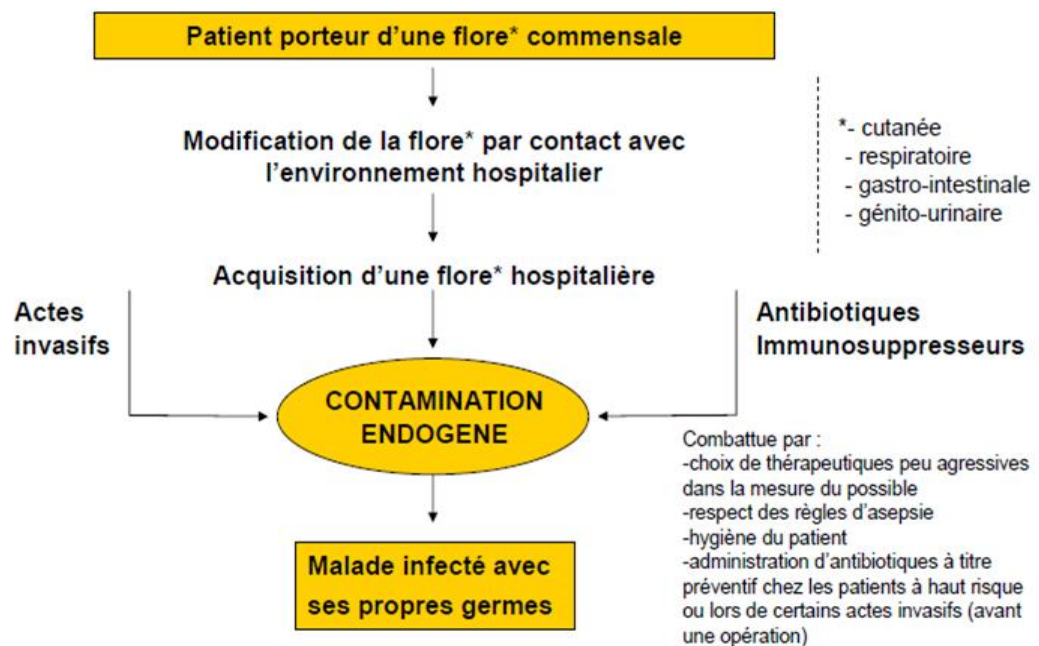 Patient porteur d'une flore* commensale
Modification de la flore* par contact avec
l'environnement hospitalier
*- cutanée
- respiratoire
- gastro-intestinale
- génito-urinaire
Acquisition d'une flore* hospitalière
Actes
invasifs
Antibiotiques
Immunosuppresseurs
CONTAMINATION
ENDOGENE
Combattue par :
-choix de thérapeutiques peu agressives
dans la mesure du possible
-respect des règles d'asepsie
-hygiène du patient
-administration d'antibiotiques à titre
préventif chez les patients à haut risque
ou lors de certains actes invasifs (avant
une opération)
Malade infecté avec
ses propres germes